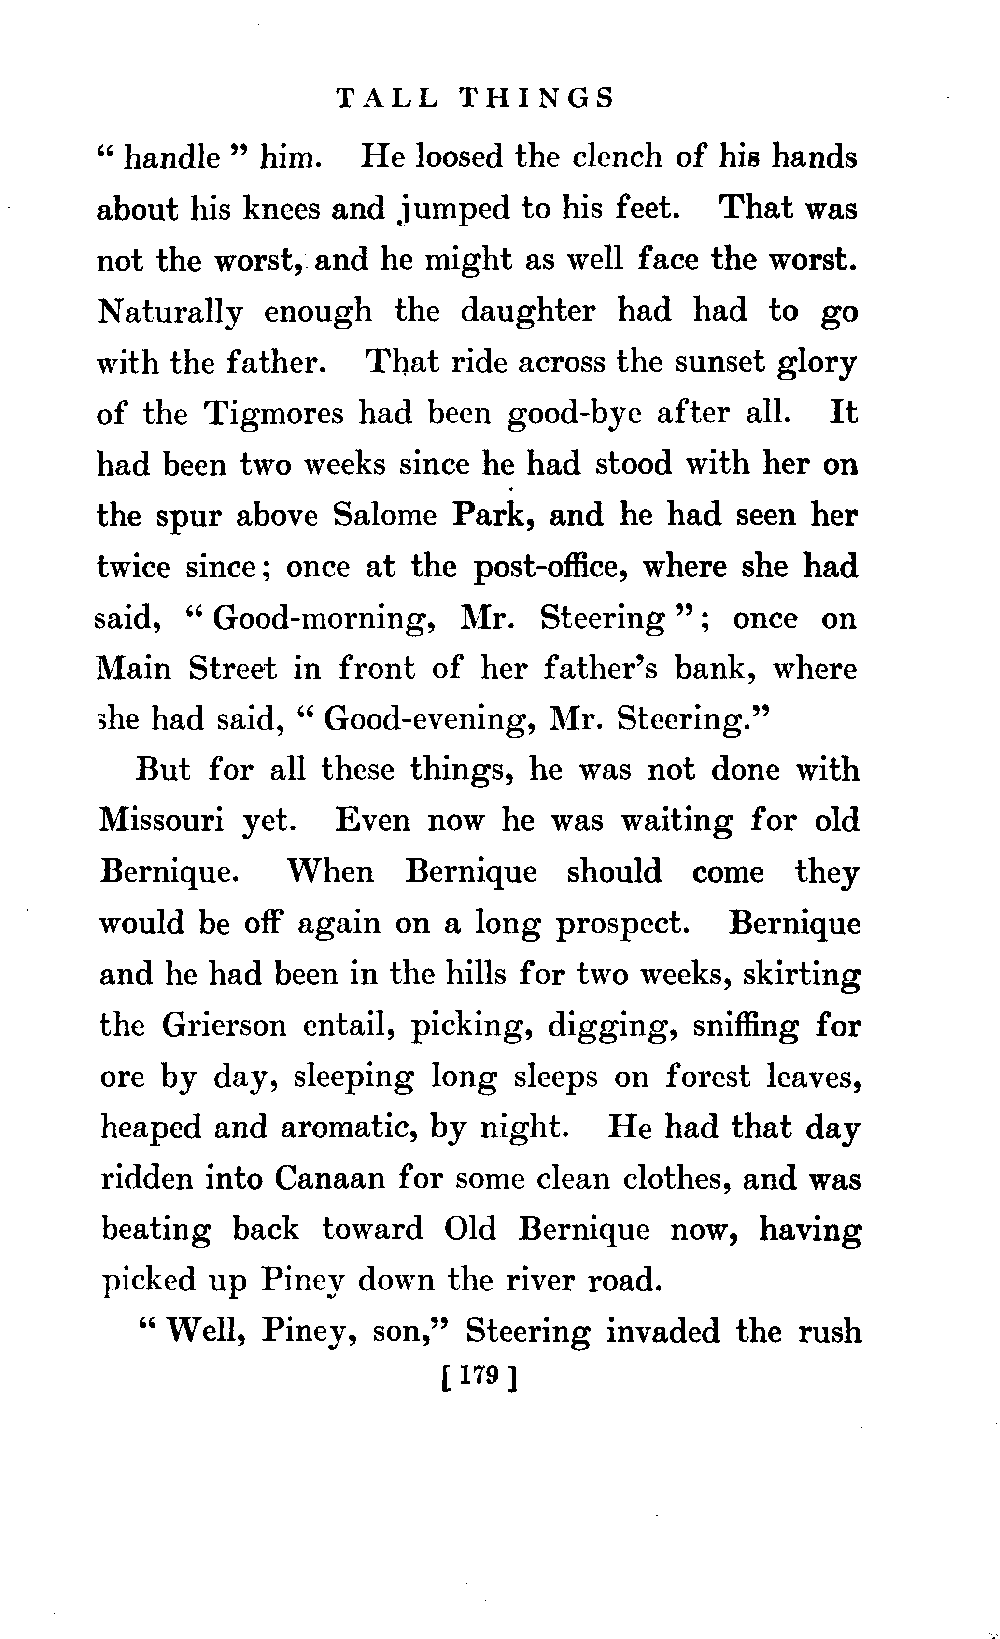 TALL THINGS
“ handle ” him. He loosed the clench of his hands
about his knees and jumped to his feet. That was
not the worst, and he might as well face the worst.
Naturally enough the daughter had had to go
with the father. That ride across the sunset glory
of the Tigmores had been good-bye after all. It
had been two weeks since he had stood with her on
the spur above Salome Park, and he had seen her
twice since; once at the post-office, where she had
said, “ Good-morning, Mr. Steering ” ; once on
Main Street in front of her father’s bank, where
she had said, “ Good-evening, Mr. Steering.”
But for all these things, he was not done with
Missouri yet. Even now he was waiting for old
Bernique. When Bernique should come they
would be off again on a long prospect. Bernique
and he had been in the hills for two weeks, skirting
the Grierson entail, picking, digging, sniffing for
ore by day, sleeping long sleeps on forest leaves,
heaped and aromatic, by night. He had that day
ridden into Canaan for some clean clothes, and was
beating back toward Old Bernique now, having
picked up Piney down the river road.
“ Well, Piney, son,” Steering invaded the rush
[ 179 ]